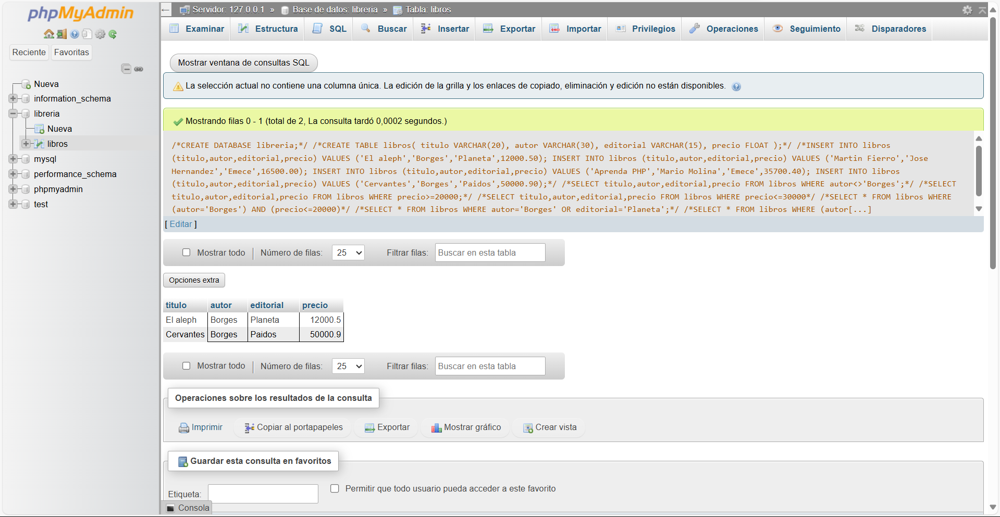 phpMyAdmin
Reciente Favoritas
Nueva
information_schema
libreria
Nueva
libros
mysql
performance_schema
phpmyadmin
test
← Servidor: 127.0.0.1 » Base de datos: libreria » Tabla: libros
Examinar Estructura SQL Buscar Insertar Exportar Importar Privilegios Operaciones Seguimiento Disparadores
Mostrar ventana de consultas SQL
La selección actual no contiene una columna única. La edición de la grilla y los enlaces de copiado, eliminación y edición no están disponibles.
Mostrando filas 0 - 1 (total de 2, La consulta tardó 0,0002 segundos.)
/*CREATE DATABASE libreria;*/ /*CREATE TABLE libros( titulo VARCHAR(20), autor VARCHAR(30), editorial VARCHAR(15), precio FLOAT );*/ /*INSERT INTO libros
(titulo,autor,editorial,precio) VALUES ('El aleph','Borges','Planeta',12000.50); INSERT INTO libros (titulo,autor,editorial,precio) VALUES ('Martin Fierro','Jose
Hernandez','Emece',16500.00); INSERT INTO libros (titulo,autor,editorial,precio) VALUES ('Aprenda PHP','Mario Molina','Emece',35700.40); INSERT INTO libros
(titulo,autor,editorial,precio) VALUES ('Cervantes','Borges','Paidos',50000.90);*/ /*SELECT titulo,autor,editorial,precio FROM libros WHERE autor<>'Borges';*/ /*SELECT
titulo,autor,editorial,precio FROM libros WHERE precio>=20000;*/ /*SELECT titulo,autor,editorial,precio FROM libros WHERE precio<=30000*/ /*SELECT * FROM libros WHERE
(autor='Borges') AND (precio<=20000)*/ /*SELECT * FROM libros WHERE autor='Borges' OR editorial='Planeta';*/ /*SELECT * FROM libros WHERE (autor[...]
[ Editar ]
Mostrar todo | Número de filas: 25 Filtrar filas: Buscar en esta tabla
Opciones extra
titulo autor editorial precio
El aleph Borges Planeta 12000.5
Cervantes Borges Paidos 50000.9
Mostrar todo | Número de filas: 25 Filtrar filas: Buscar en esta tabla
Operaciones sobre los resultados de la consulta
Imprimir Copiar al portapapeles Exportar Mostrar gráfico Crear vista
Guardar esta consulta en favoritos
Etiqueta: Permitir que todo usuario pueda acceder a este favorito
Consola